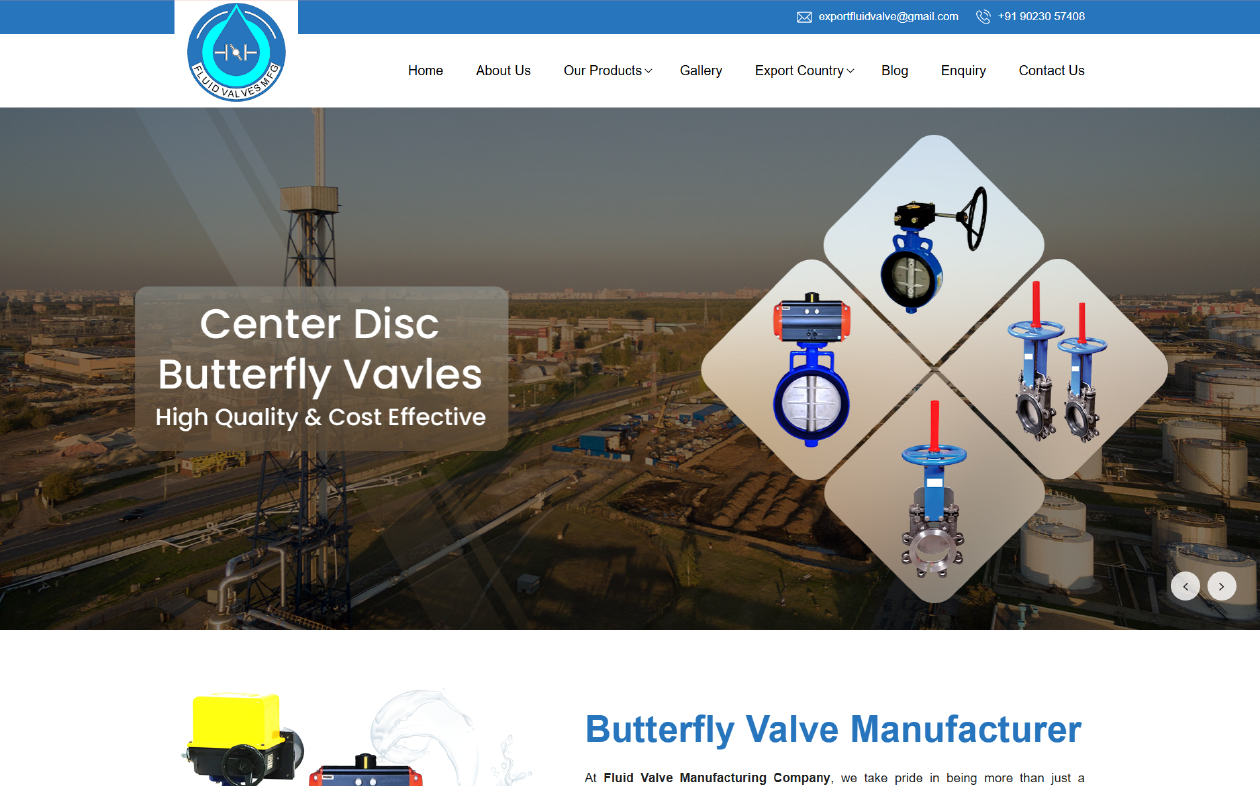 exportfluidvalve@gmail.com +91 90230 57408
FLUID VALVES MFG
Home About Us Our Products Gallery Export Country Blog Enquiry Contact Us
Center Disc
Butterfly Vavles
High Quality & Cost Effective
Butterfly Valve Manufacturer
At Fluid Valve Manufacturing Company, we take pride in being more than just a